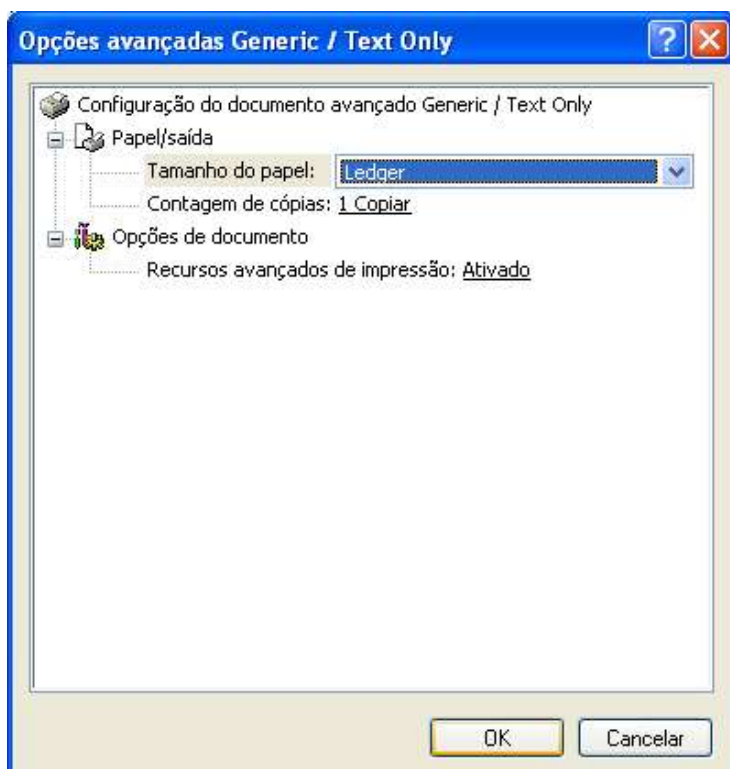 Opções avançadas Generic / Text Only
Configuração do documento avançado Generic / Text Only
Papel/saída
Tamanho do papel: Ledger
Contagem de cópias: 1 Copiar
Opções de documento
Recursos avançados de impressão: Ativado
OK Cancelar